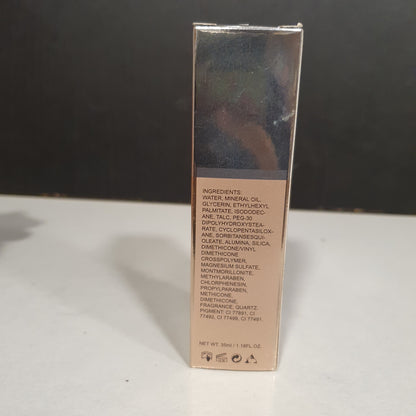 INGREDIENTS:
WATER, MINERAL OIL,
GLYCERIN, ETHYLHEXYL
PALMITATE, ISODODEC-
ANE, TALC, PEG-30
DIPOLYHYDROXYSTEA-
RATE, CYCLOPENTASILOX-
ANE, SORBITANSESQUI-
OLEATE, ALUMINA, SILICA,
DIMETHICONE/VINYL
DIMETHICONE
CROSSPOLYMER,
MAGNESIUM SULFATE,
MONTMORILLONITE,
METHYLPARABEN,
CHLORPHENESIN,
PROPYLPARABEN,
METHICONE,
DIMETHICONE,
FRAGRANCE, QUARTZ.
PIGMENT: CI 77891, CI
77492, CI 77499, CI 77491.
NET WT. 35ml / 1.18FL.OZ.